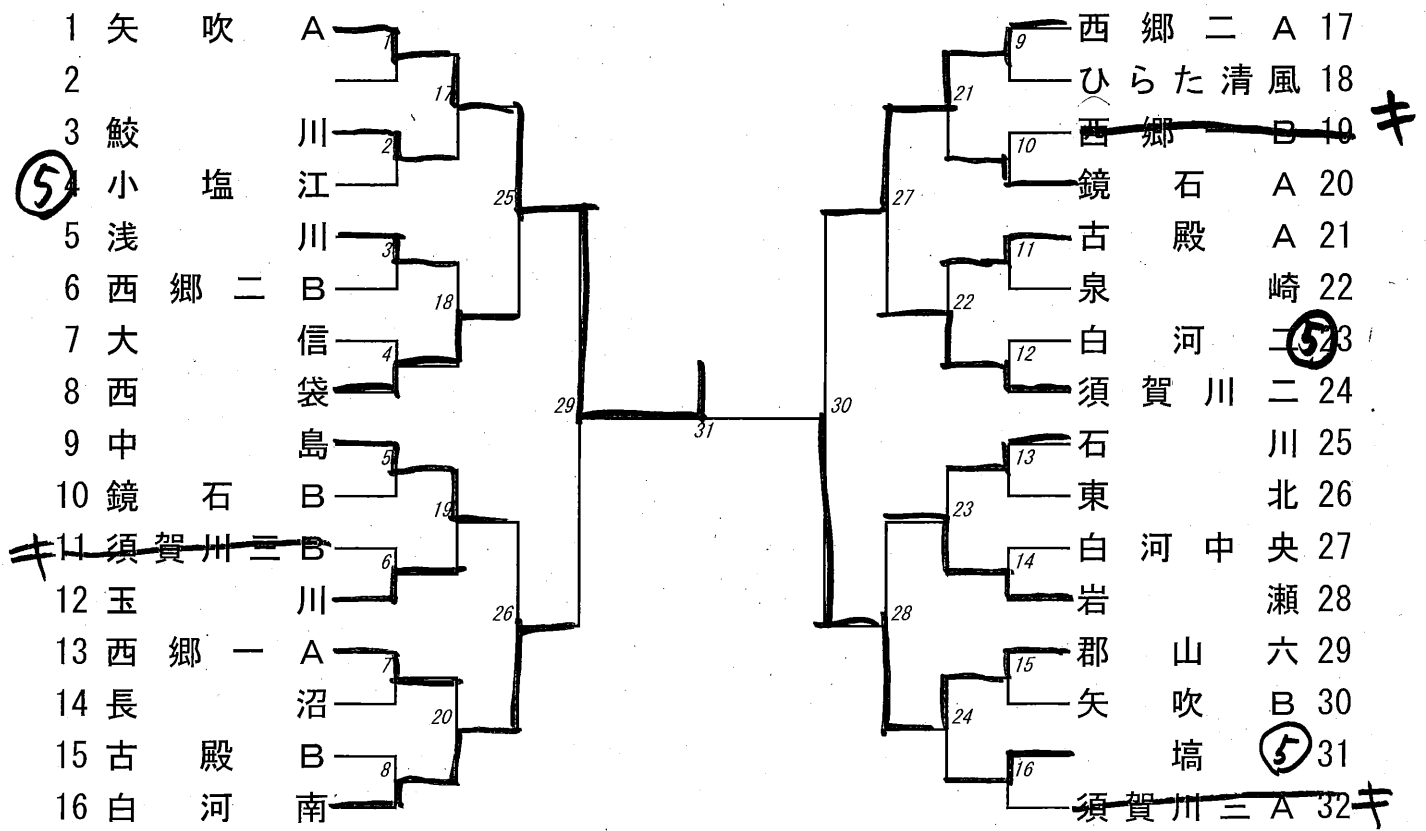 1 矢 吹 A
2
3 鮫 川
⑤ 4 小 塩 江
5 浅 川
6 西 郷 二 B
7 大 信
8 西 袋
9 中 島
10 鏡 石 B
キ 11 須 賀 川 三 B
12 玉 川
13 西 郷 一 A
14 長 沼
15 古 殿 B
16 白 河 南
1
2
3
4
5
6
7
8
17
18
19
20
25
26
29
31
30
27
28
21
22
23
24
9
10
11
12
13
14
15
16
西 郷 二 A 17
ひ ら た 清 風 18
西 郷 一 B 19 キ
鏡 石 A 20
古 殿 A 21
泉 崎 22
白 河 二 ⑤ 23
須 賀 川 二 24
石 川 25
東 北 26
白 河 中 央 27
岩 瀬 28
郡 山 六 29
矢 吹 B 30
塙 ⑤ 31
須 賀 川 三 A 32 キ